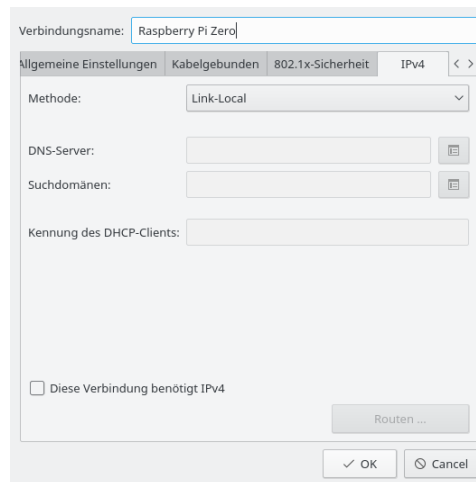 Verbindungsname: Raspberry Pi Zero
Allgemeine Einstellungen Kabelgebunden 802.1x-Sicherheit IPv4
Methode: Link-Local
DNS-Server:
Suchdomänen:
Kennung des DHCP-Clients:
Diese Verbindung benötigt IPv4
Routen ...
OK Cancel